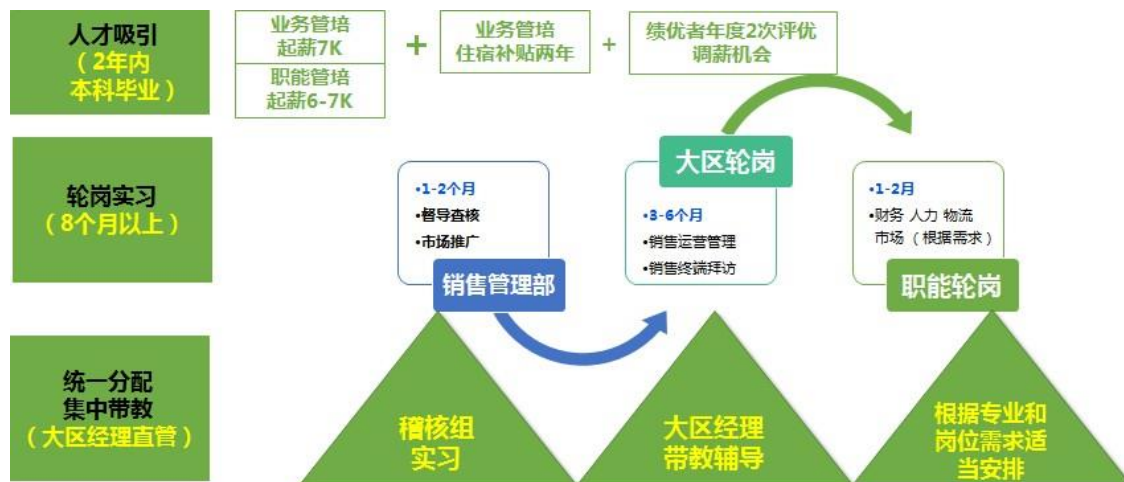 人才吸引
（2年内
本科毕业）
业务管培
起薪7K
职能管培
起薪6-7K
+
业务管培
住宿补贴两年
+
绩优者年度2次评优
调薪机会
轮岗实习
（8个月以上）
•1-2个月
•督导查核
•市场推广
销售管理部
大区轮岗
•3-6个月
•销售运营管理
•销售终端拜访
•1-2月
•财务 人力 物流
市场（根据需求）
职能轮岗
统一分配
集中带教
（大区经理直管）
稽核组
实习
大区经理
带教辅导
根据专业和
岗位需求适
当安排